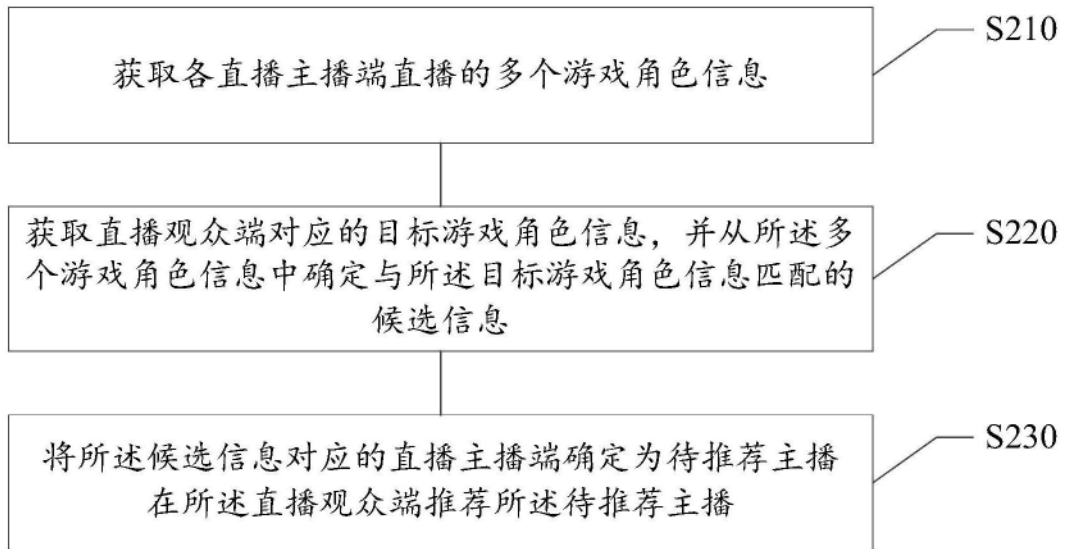 获取各直播主播端直播的多个游戏角色信息
S210
获取直播观众端对应的目标游戏角色信息，并从所述多
个游戏角色信息中确定与所述目标游戏角色信息匹配的
候选信息
S220
将所述候选信息对应的直播主播端确定为待推荐主播
在所述直播观众端推荐所述待推荐主播
S230